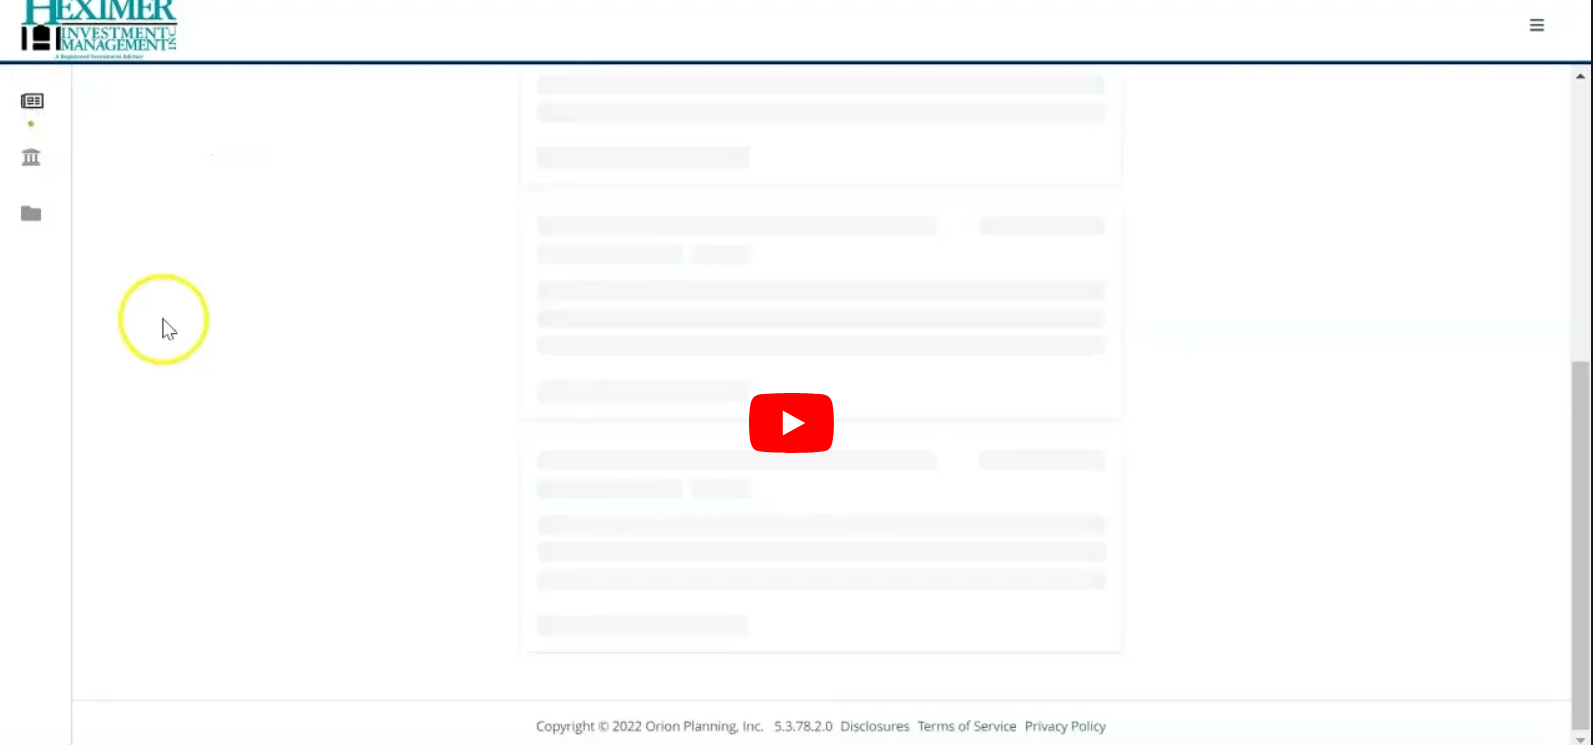 HEXIMER
INVESTMENT
MANAGEMENT INC.
A Registered Investment Advisor
Copyright © 2022 Orion Planning, Inc. 5.3.78.2.0 Disclosures Terms of Service Privacy Policy